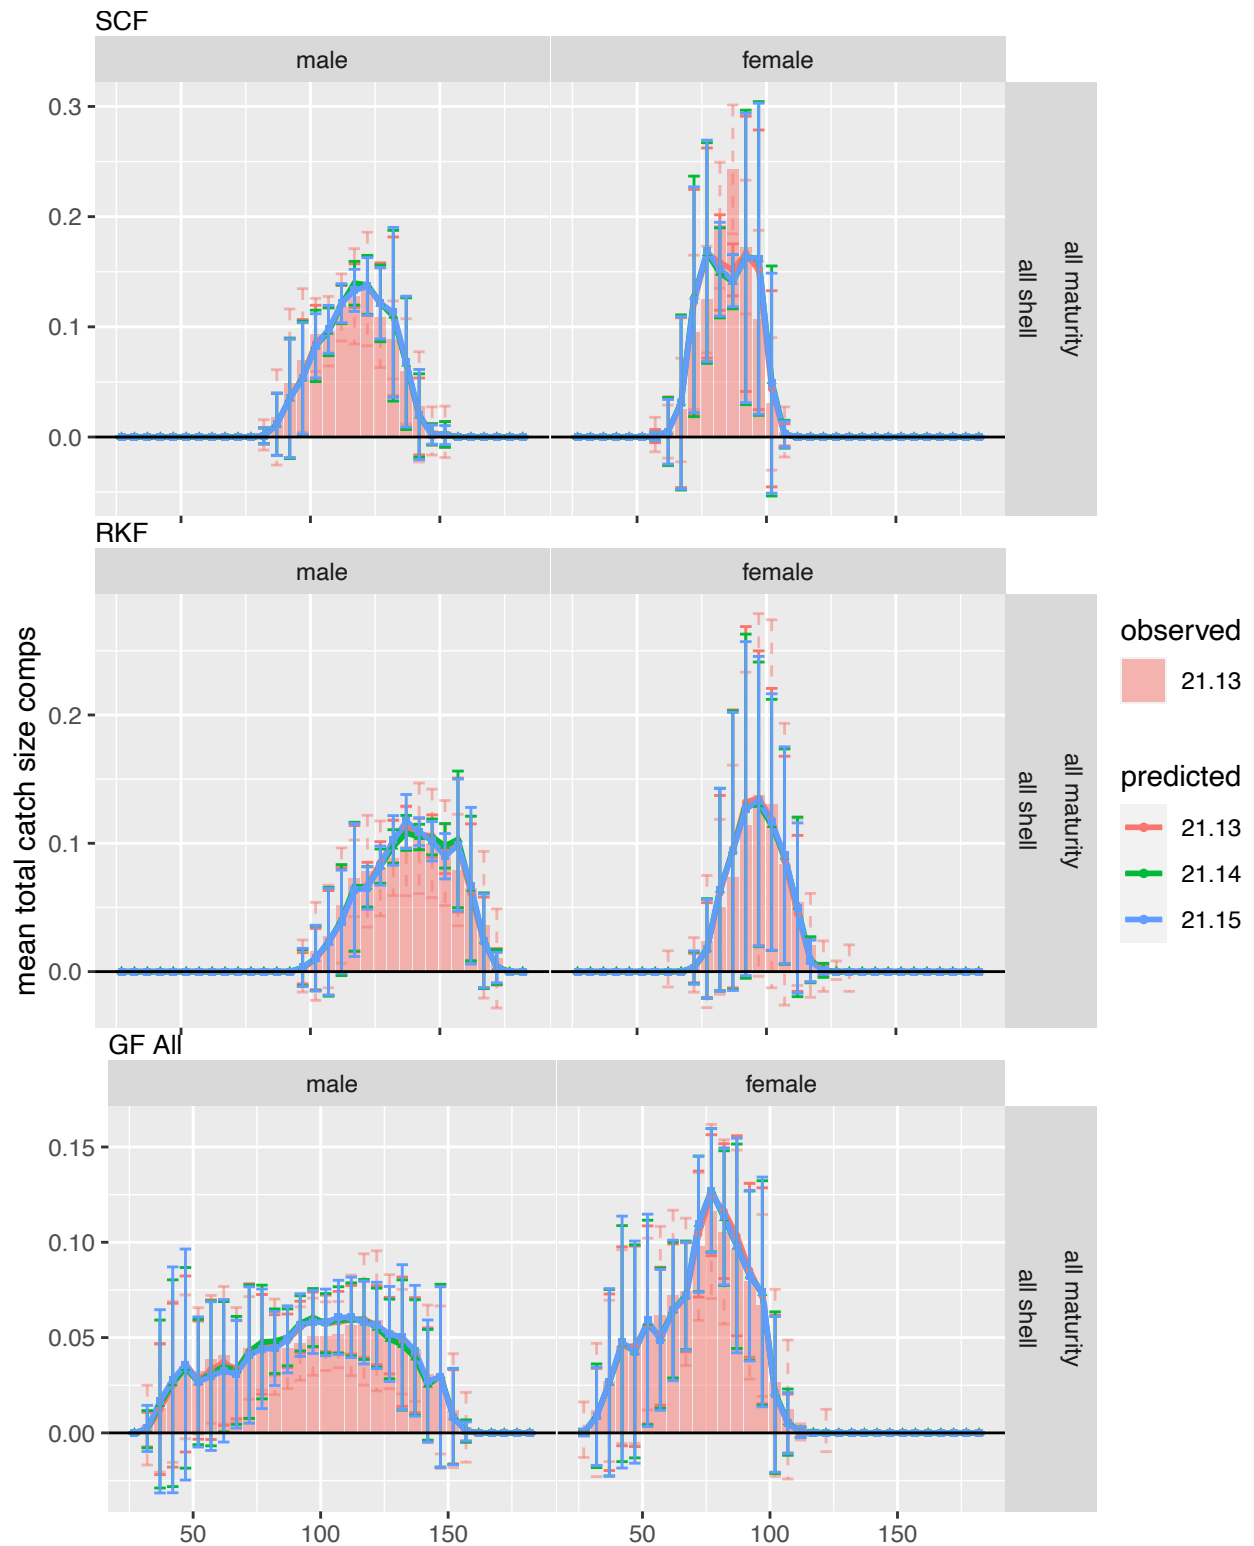 SCF
male
female
0.3
0.2
0.1
0.0
all shell
all maturity
RKF
male
female
0.2
0.1
0.0
all shell
all maturity
mean total catch size comps
observed
21.13
predicted
21.13
21.14
21.15
GF All
male
female
0.15
0.10
0.05
0.00
all shell
all maturity
50
100
150
50
100
150